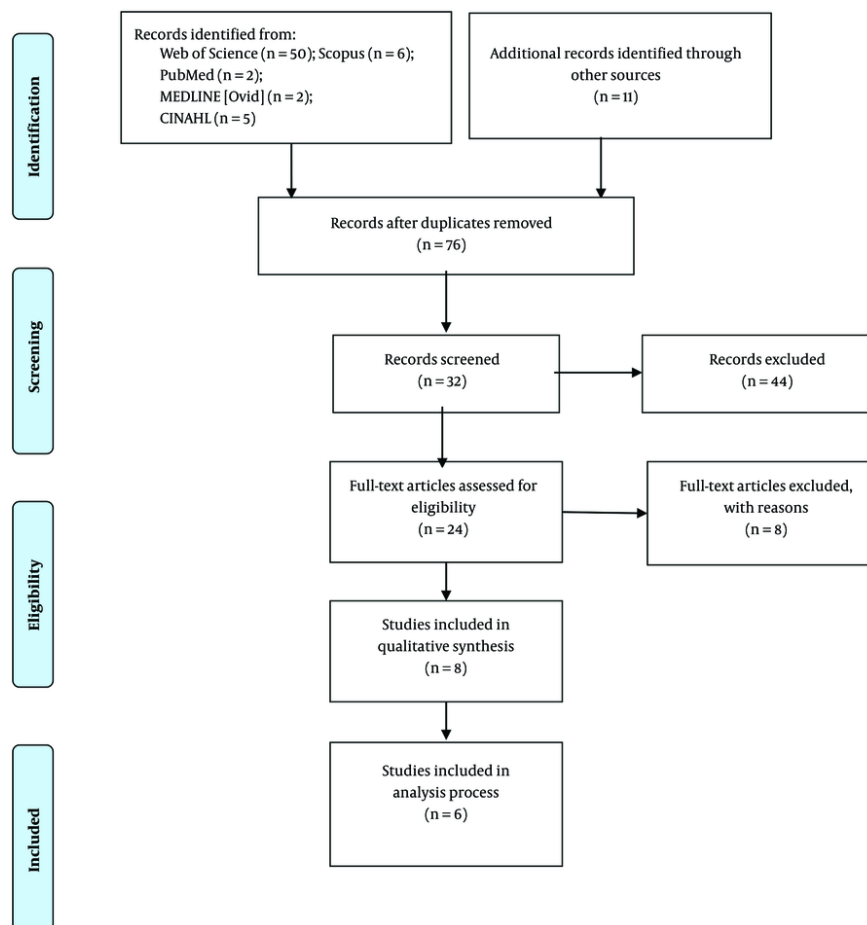 Identification
Records identified from:
Web of Science (n = 50); Scopus (n = 6);
PubMed (n = 2);
MEDLINE [Ovid] (n = 2);
CINAHL (n = 5)
Additional records identified through
other sources
(n = 11)
Records after duplicates removed
(n = 76)
Screening
Records screened
(n = 32)
Records excluded
(n = 44)
Eligibility
Full-text articles assessed for
eligibility
(n = 24)
Full-text articles excluded,
with reasons
(n = 8)
Studies included in
qualitative synthesis
(n = 8)
Included
Studies included in
analysis process
(n = 6)